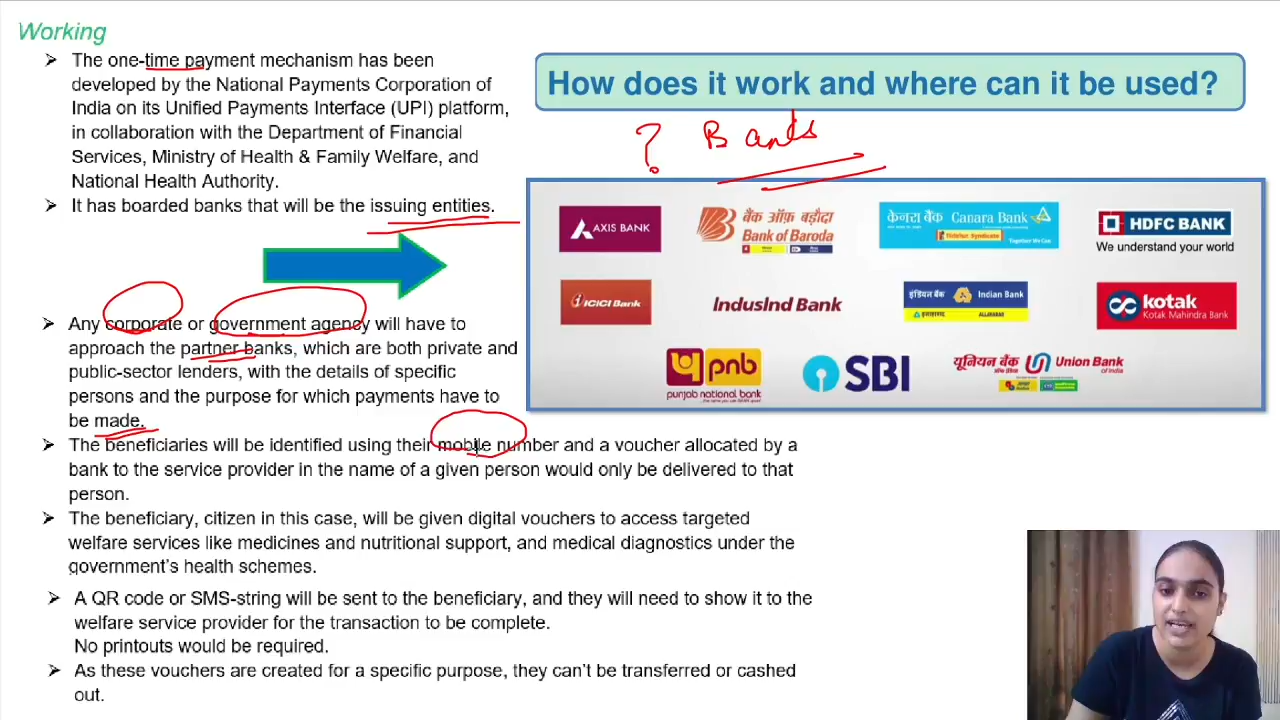 Working
The one-time payment mechanism has been
developed by the National Payments Corporation of
India on its Unified Payments Interface (UPI) platform,
in collaboration with the Department of Financial
Services, Ministry of Health & Family Welfare, and
National Health Authority.
It has boarded banks that will be the issuing entities.
Any corporate or government agency will have to
approach the partner banks, which are both private and
public-sector lenders, with the details of specific
persons and the purpose for which payments have to
be made.
The beneficiaries will be identified using their mobile number and a voucher allocated by a
bank to the service provider in the name of a given person would only be delivered to that
person.
The beneficiary, citizen in this case, will be given digital vouchers to access targeted
welfare services like medicines and nutritional support, and medical diagnostics under the
government's health schemes.
A QR code or SMS-string will be sent to the beneficiary, and they will need to show it to the
welfare service provider for the transaction to be complete.
No printouts would be required.
As these vouchers are created for a specific purpose, they can't be transferred or cashed
out.
How does it work and where can it be used?
? Banks
AXIS BANK
बैंक ऑफ़ बड़ौदा
Bank of Baroda
केनरा बैंक Canara Bank
Syndicate
Together We Can
HDFC BANK
We understand your world
ICICI Bank
IndusInd Bank
इंडियन बैंक Indian Bank
ALLAHABAD
kotak
Kotak Mahindra Bank
pnb
punjab national bank
SBI
यूनियन बैंक Union Bank
of India